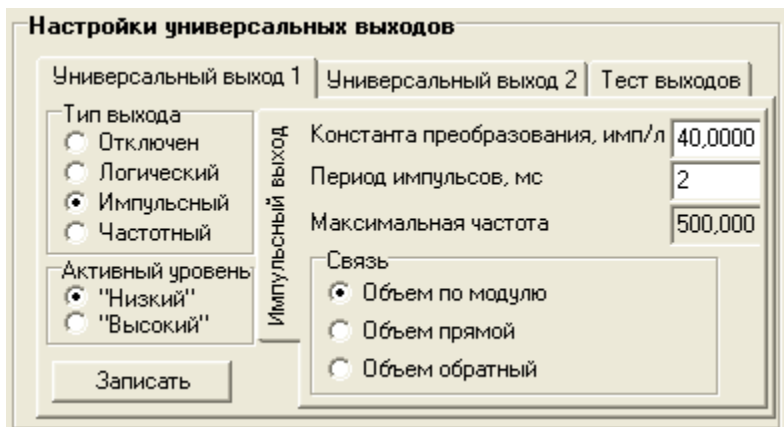 Настройки универсальных выходов
Универсальный выход 1
Универсальный выход 2
Тест выходов
Тип выхода
Отключен
Логический
Импульсный
Частотный
Активный уровень
"Низкий"
"Высокий"
Записать
Импульсный выход
Константа преобразования, имп/л 40,0000
Период импульсов, мс 2
Максимальная частота 500,000
Связь
Объем по модулю
Объем прямой
Объем обратный